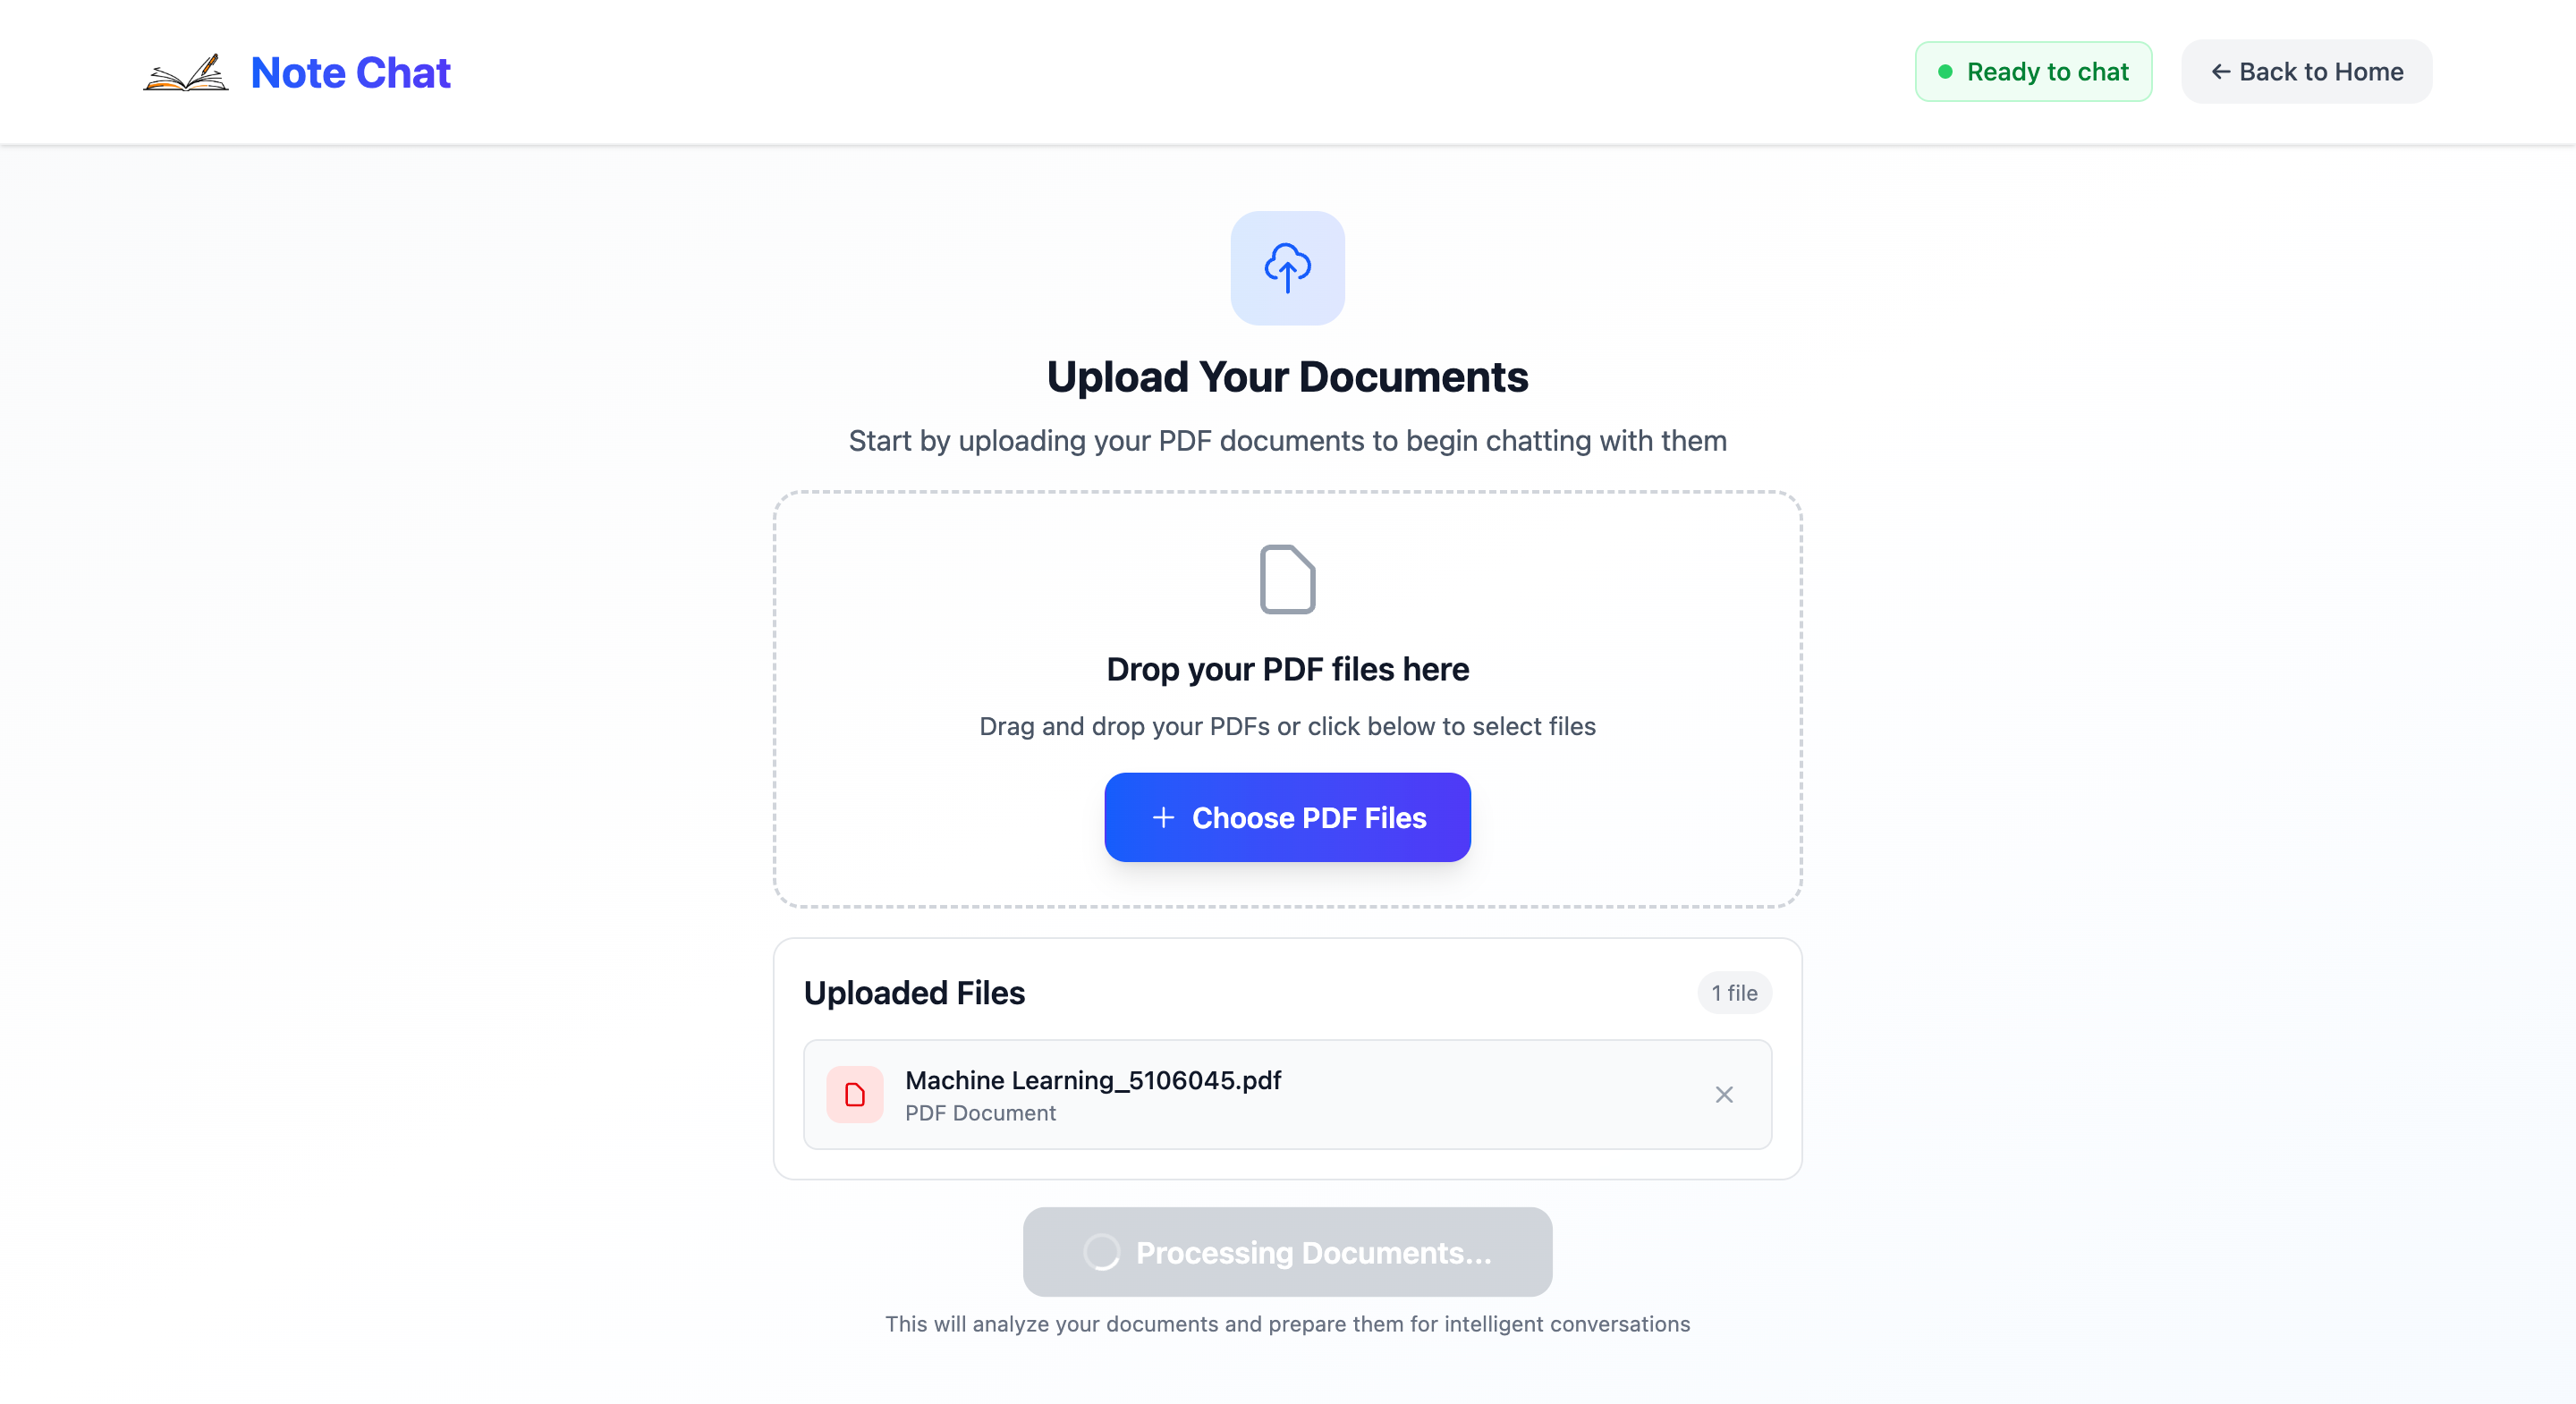 Note Chat
Ready to chat
← Back to Home
Upload Your Documents
Start by uploading your PDF documents to begin chatting with them
Drop your PDF files here
Drag and drop your PDFs or click below to select files
+ Choose PDF Files
Uploaded Files
1 file
Machine Learning_5106045.pdf
PDF Document
Processing Documents...
This will analyze your documents and prepare them for intelligent conversations